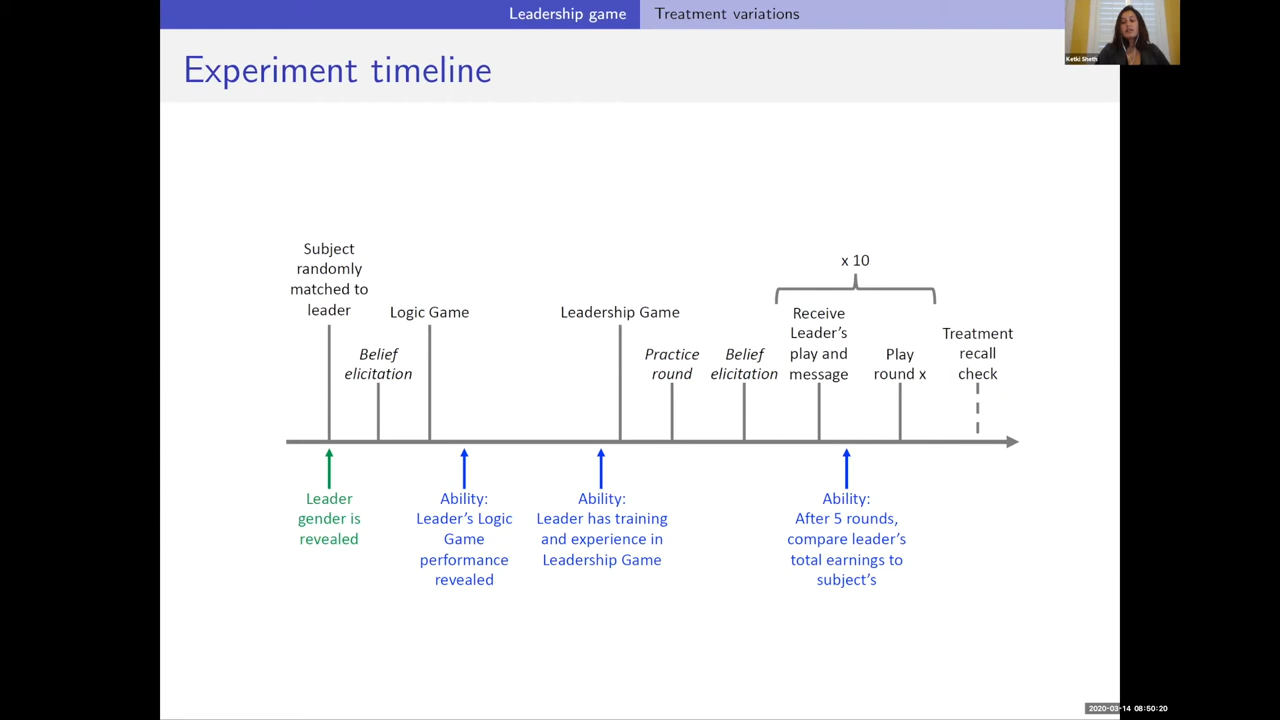 Leadership game
Treatment variations
Ketki Sheth
Experiment timeline
Subject
randomly
matched to
leader
Belief
elicitation
Logic Game
Leadership Game
Practice
round
Belief
elicitation
x 10
Receive
Leader's
play and
message
Play
round x
Treatment
recall
check
Leader
gender is
revealed
Ability:
Leader's Logic
Game
performance
revealed
Ability:
Leader has training
and experience in
Leadership Game
Ability:
After 5 rounds,
compare leader's
total earnings to
subject's
2020-03-14 08:50:20